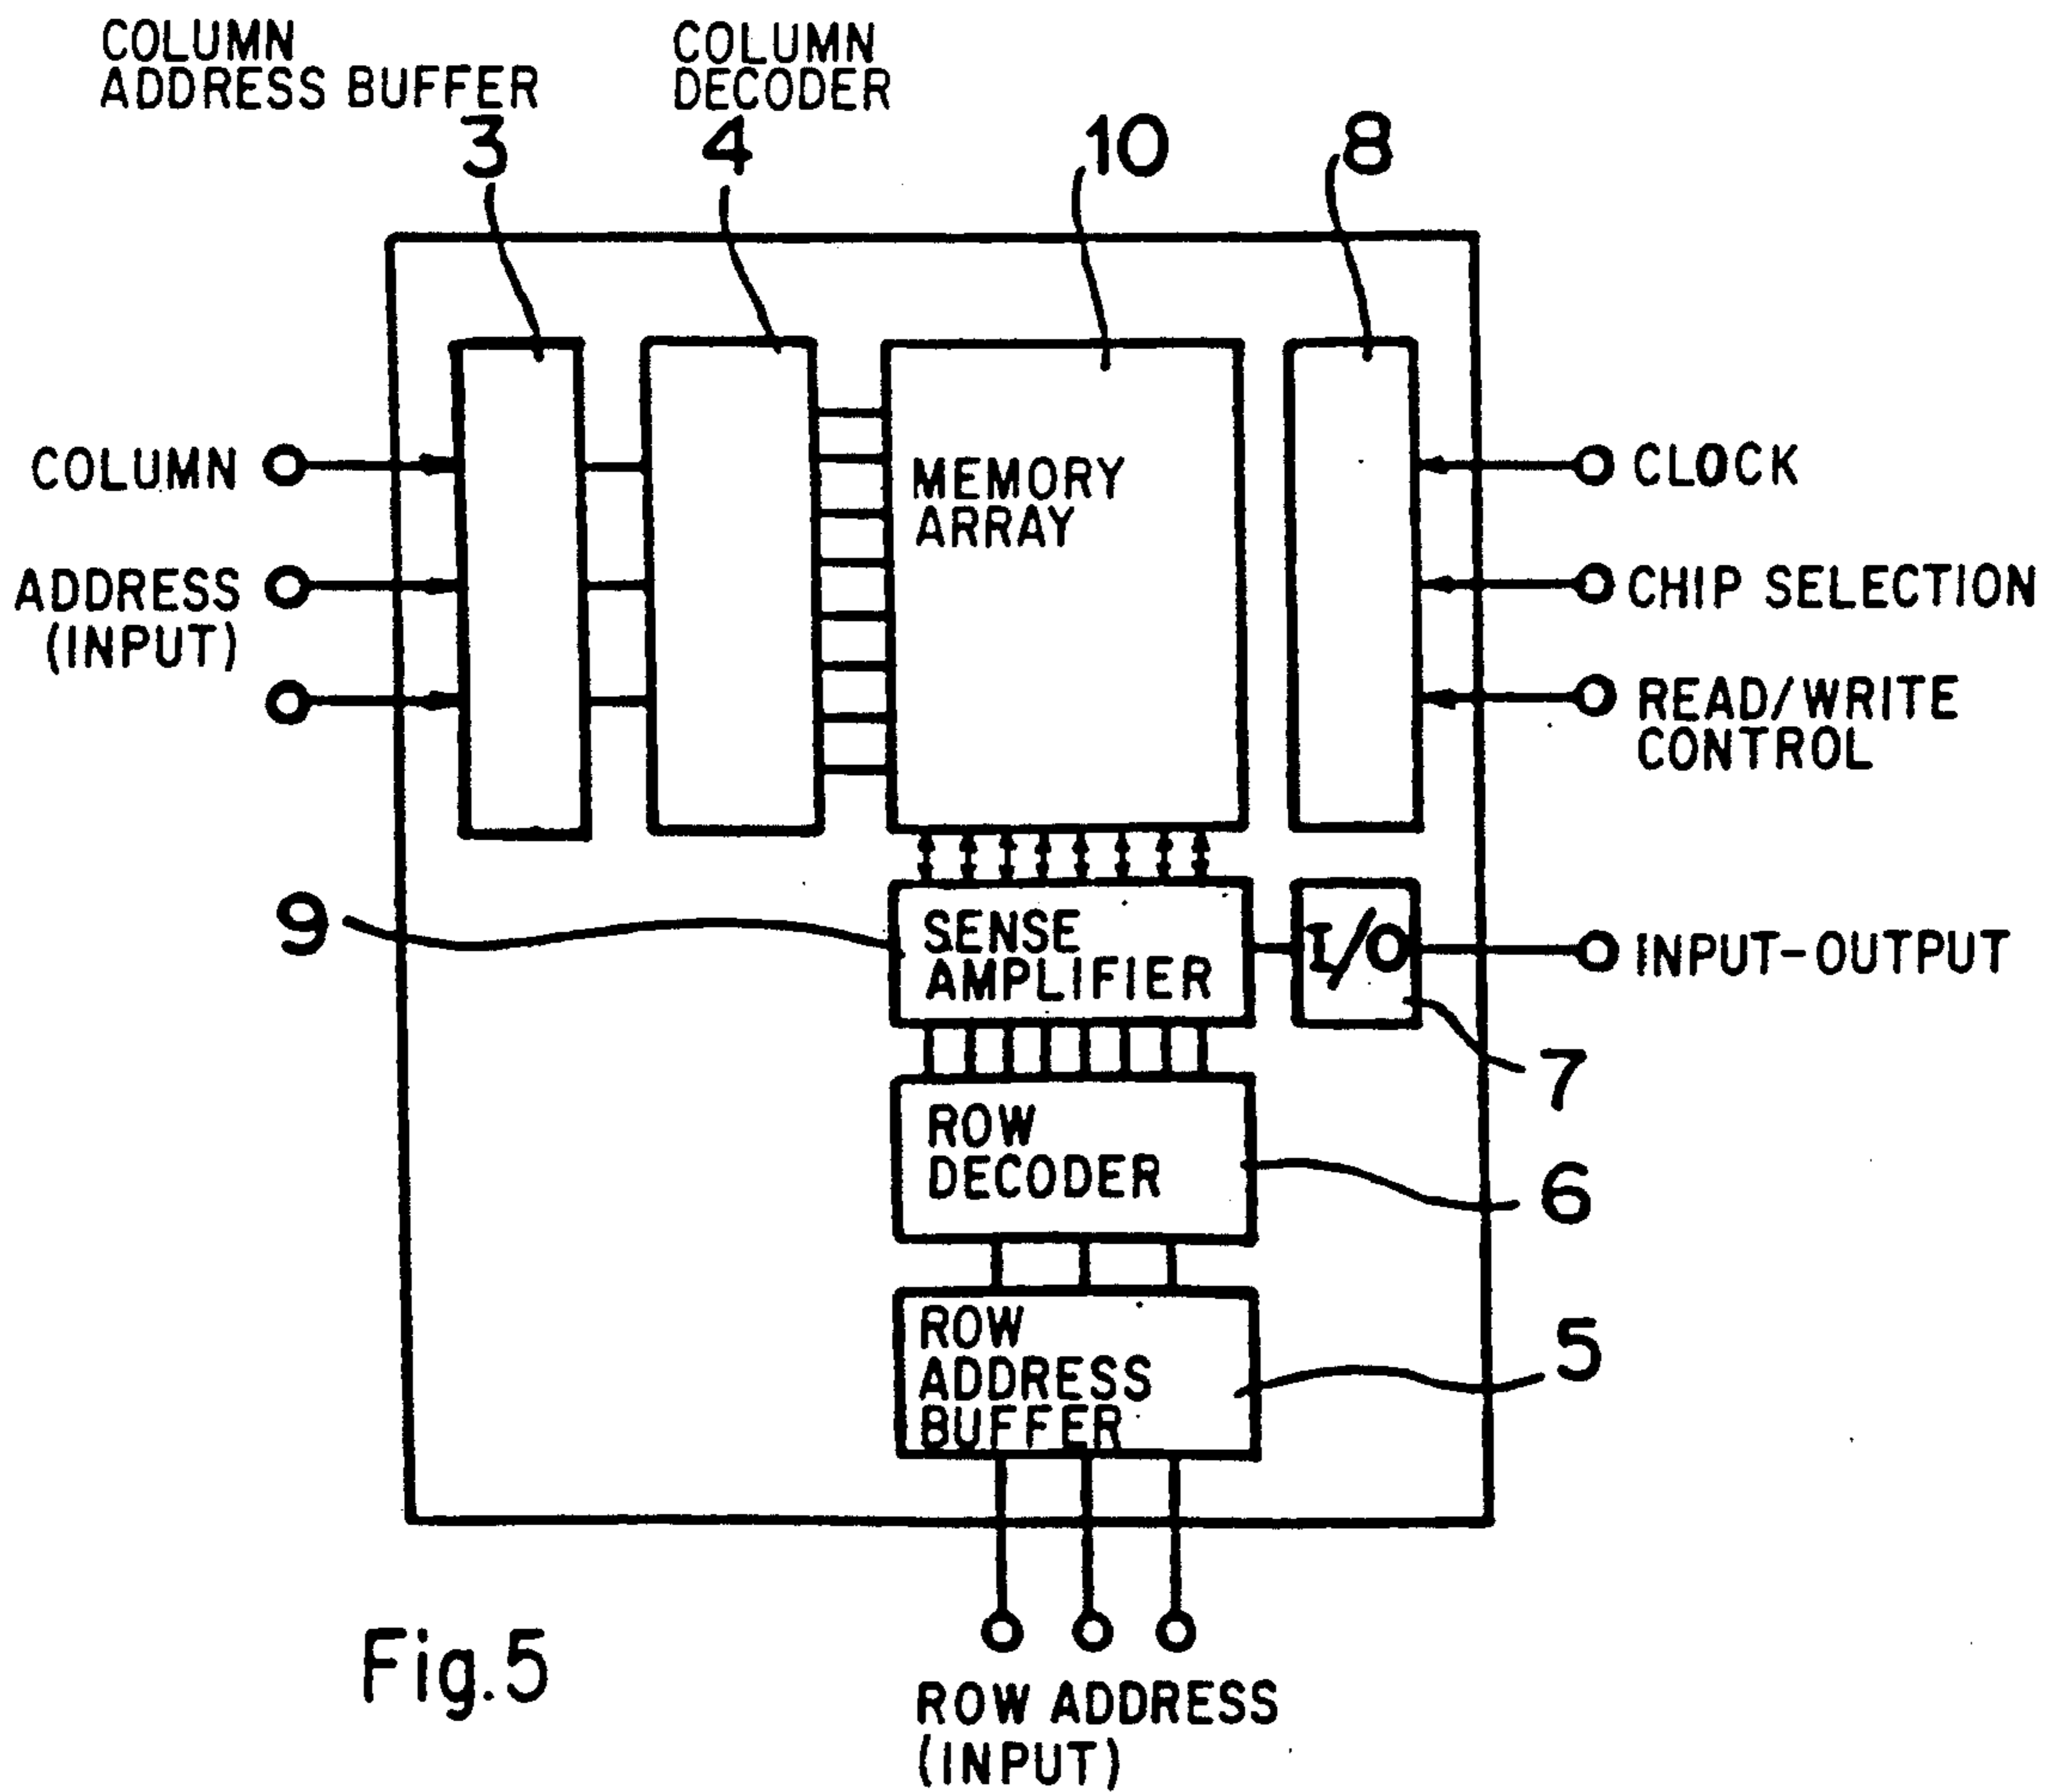 COLUMN
ADDRESS BUFFER
3
COLUMN
DECODER
4
10
8
COLUMN
ADDRESS
(INPUT)
MEMORY
ARRAY
CLOCK
CHIP SELECTION
READ/WRITE
CONTROL
9
SENSE
AMPLIFIER
I/O
INPUT-OUTPUT
7
ROW
DECODER
6
ROW
ADDRESS
BUFFER
5
ROW ADDRESS
(INPUT)
Fig.5